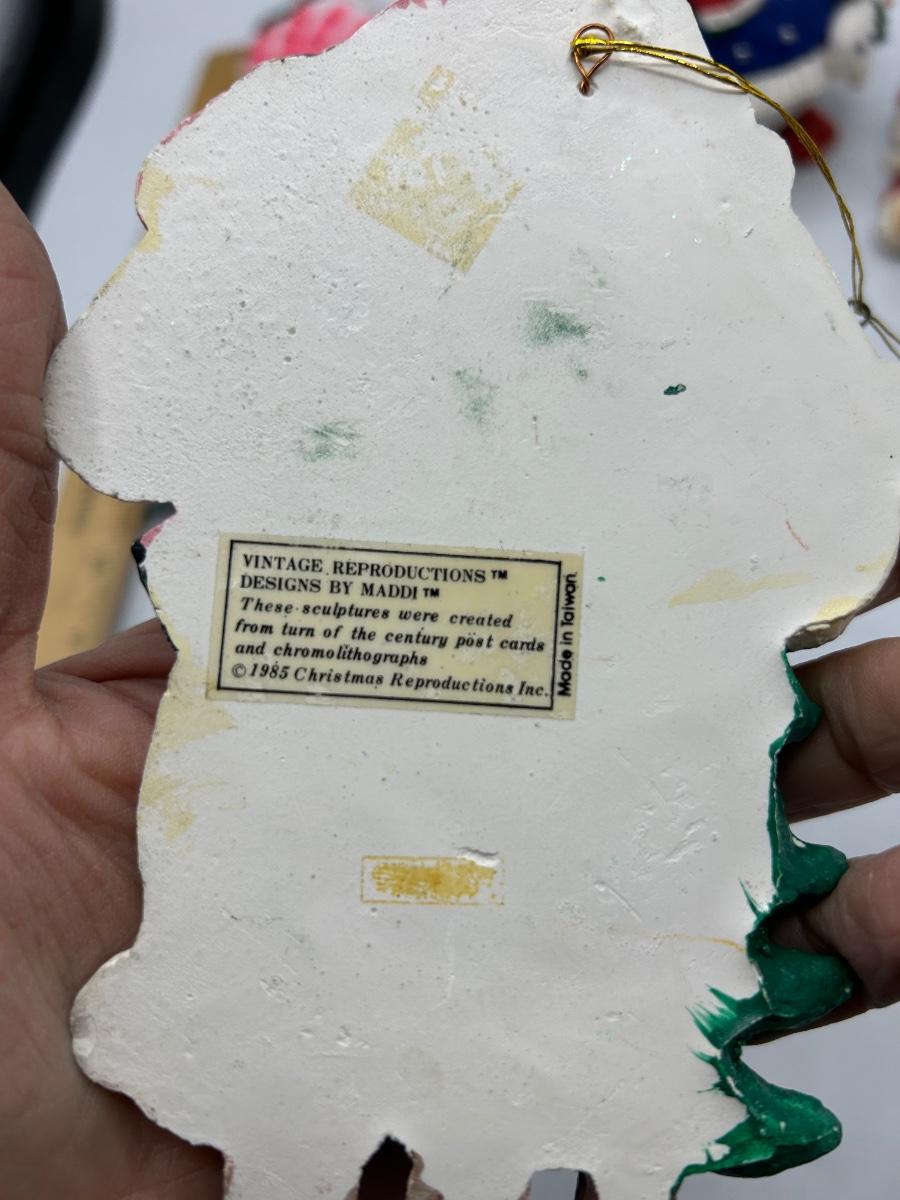 VINTAGE REPRODUCTIONS™
DESIGNS BY MADDI™
These sculptures were created
from turn of the century post cards
and chromolithographs
©1985 Christmas Reproductions Inc.
Made in Taiwan